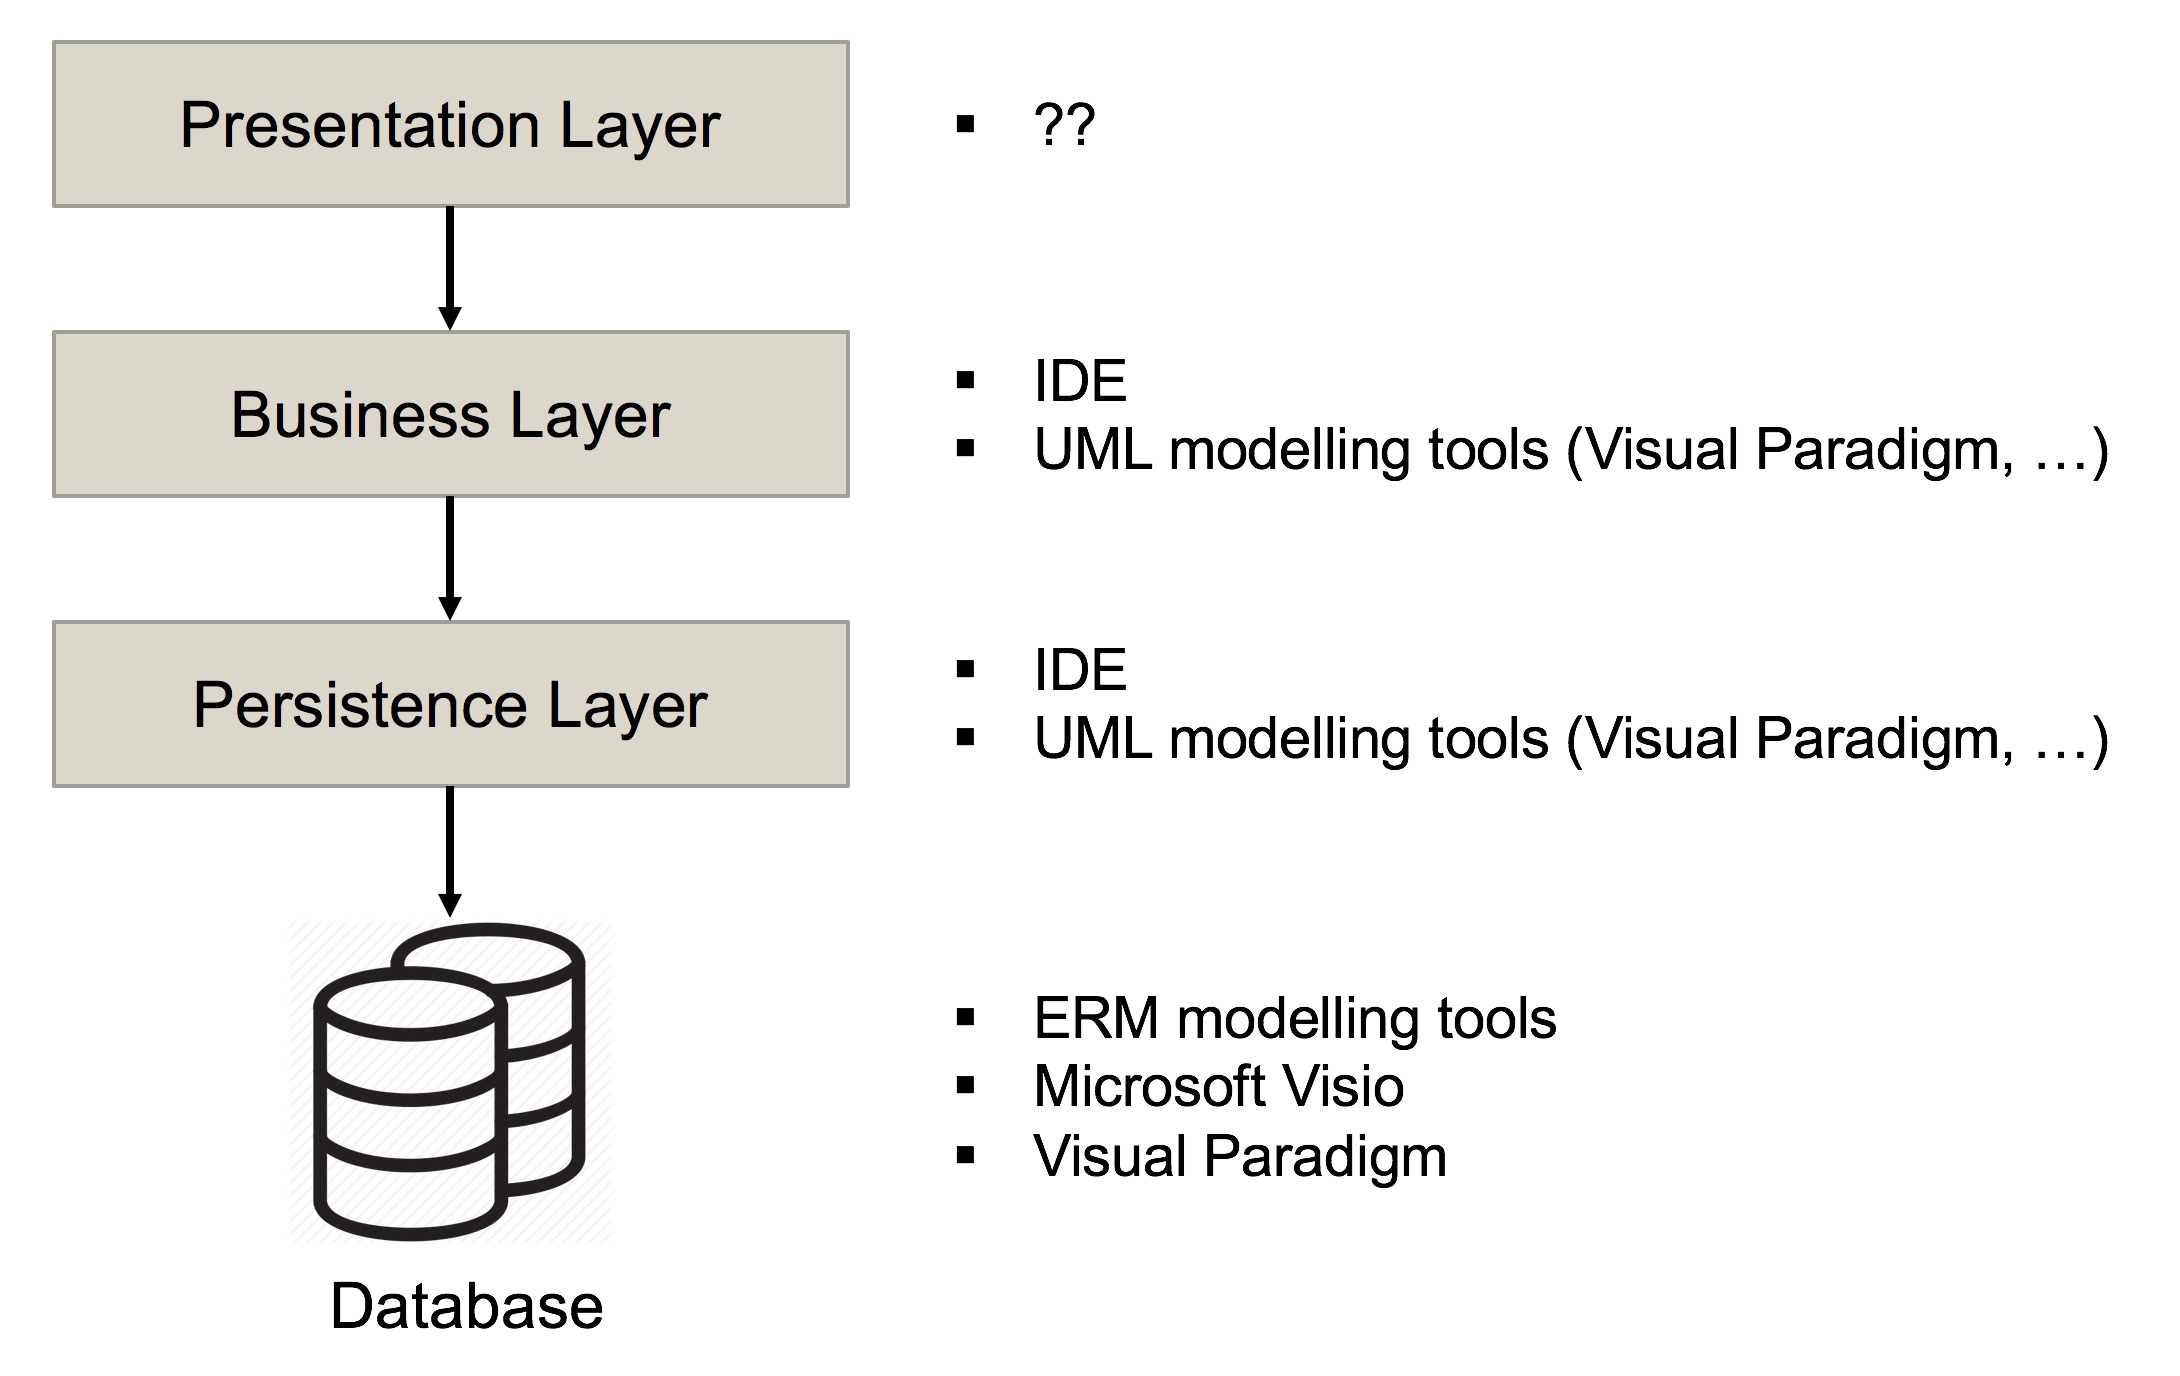 Presentation Layer
▪ ??
Business Layer
▪ IDE
▪ UML modelling tools (Visual Paradigm, …)
Persistence Layer
▪ IDE
▪ UML modelling tools (Visual Paradigm, …)
▪ ERM modelling tools
▪ Microsoft Visio
▪ Visual Paradigm
Database